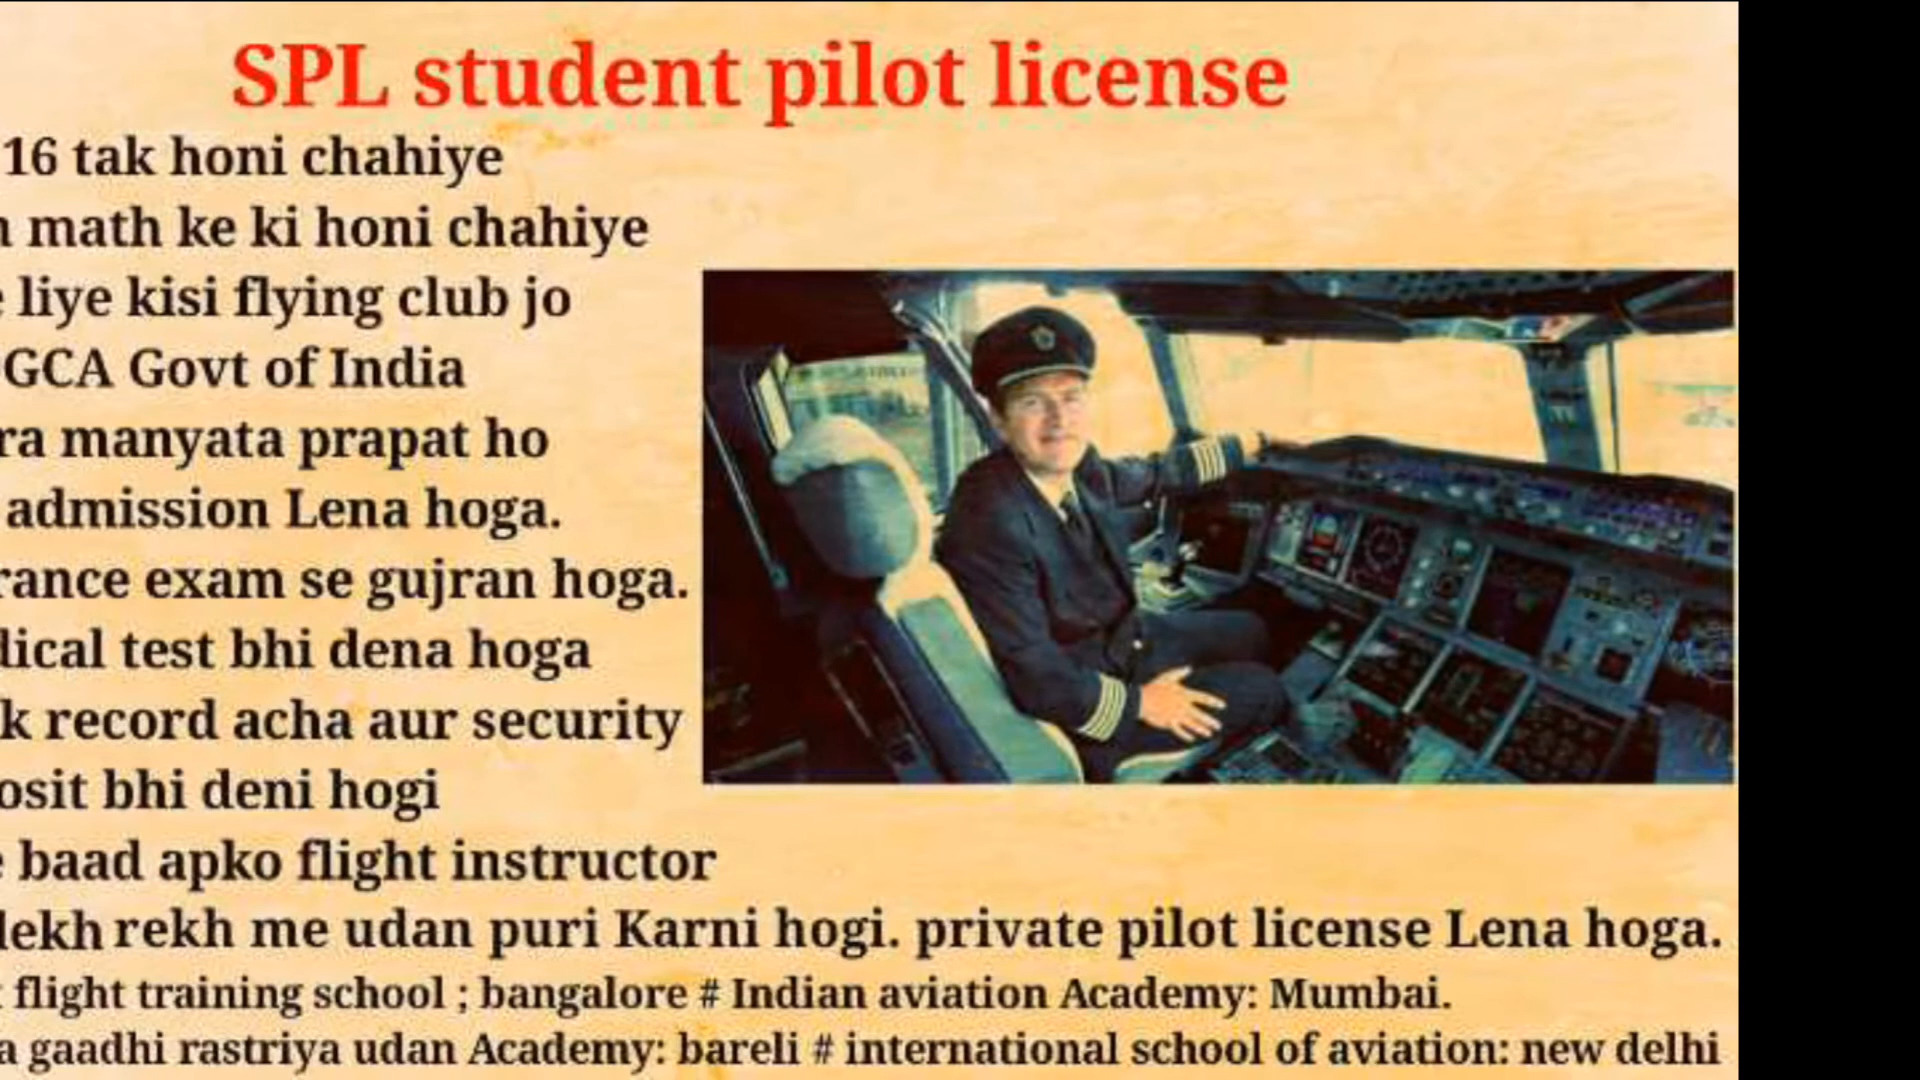 SPL student pilot license
16 tak honi chahiye
math ke ki honi chahiye
liye kisi flying club jo
GCA Govt of India
ra manyata prapat ho
admission Lena hoga.
rance exam se gujran hoga.
dical test bhi dena hoga
k record acha aur security
osit bhi deni hogi
baad apko flight instructor
dekh rekh me udan puri Karni hogi. private pilot license Lena hoga.
flight training school ; bangalore # Indian aviation Academy: Mumbai.
a gaadhi rastriya udan Academy: bareli # international school of aviation: new delhi